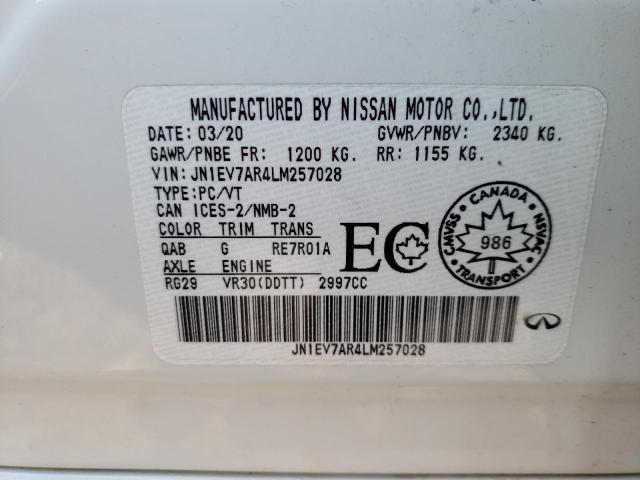 MANUFACTURED BY NISSAN MOTOR CO.,LTD.
DATE: 03/20 GVWR/PNBV: 2340 KG.
GAWR/PNBE FR: 1200 KG. RR: 1155 KG.
VIN: JN1EV7AR4LM257028
TYPE: PC/VT
CAN ICES-2/NMB-2
COLOR TRIM TRANS
QAB G RE7R01A
AXLE ENGINE
RG29 VR30(DDTT) 2997CC
EC
CANADA
CMVSS
NSVAC
986
TRANSPORT
JN1EV7AR4LM257028